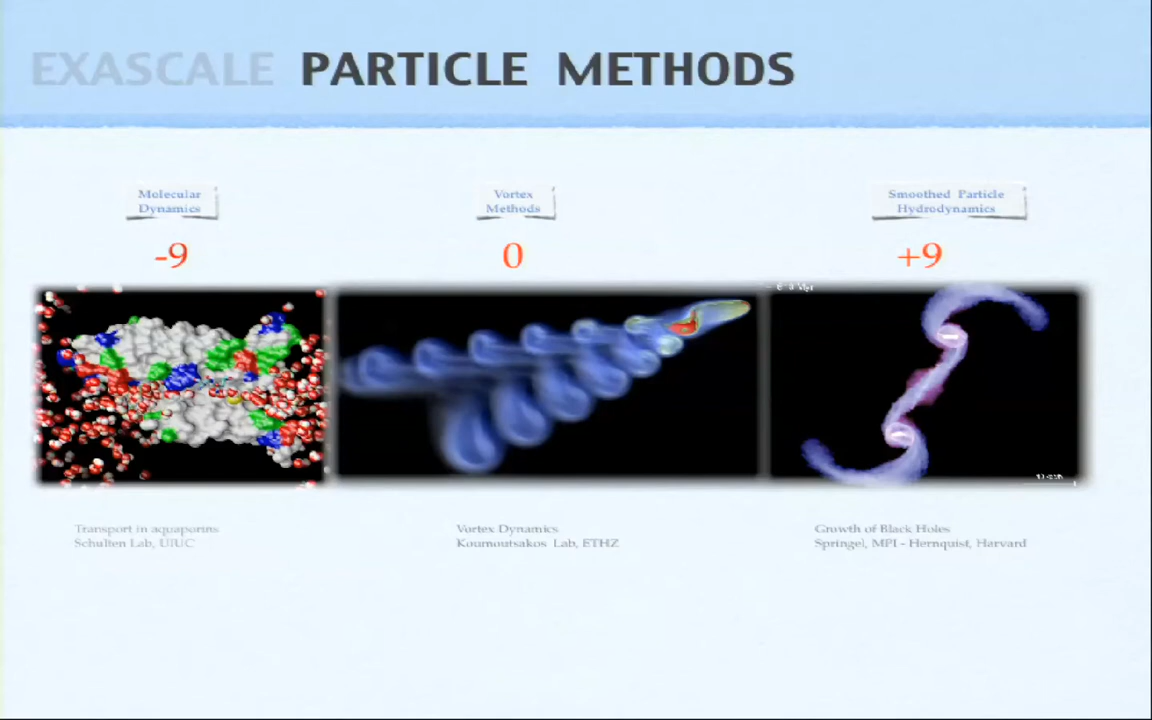 EXASCALE PARTICLE METHODS
Molecular
Dynamics
Vortex
Methods
Smoothed Particle
Hydrodynamics
-9
0
+9
Transport in aquaporins
Schulten Lab, UIUC
Vortex Dynamics
Koumoutsakos Lab, ETHZ
Growth of Black Holes
Springel, MPI - Hernquist, Harvard